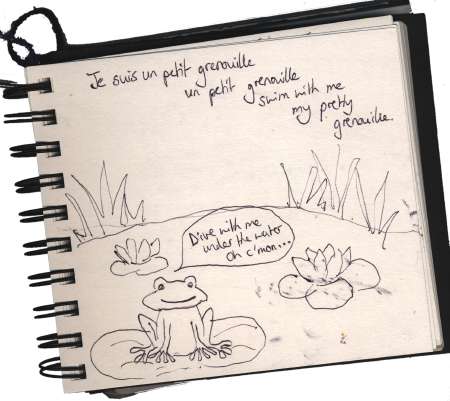 Je suis un petit grenouille
un petit grenouille
swim with me
my pretty
grenouille.
Dive with me
under the water
oh c'mon...